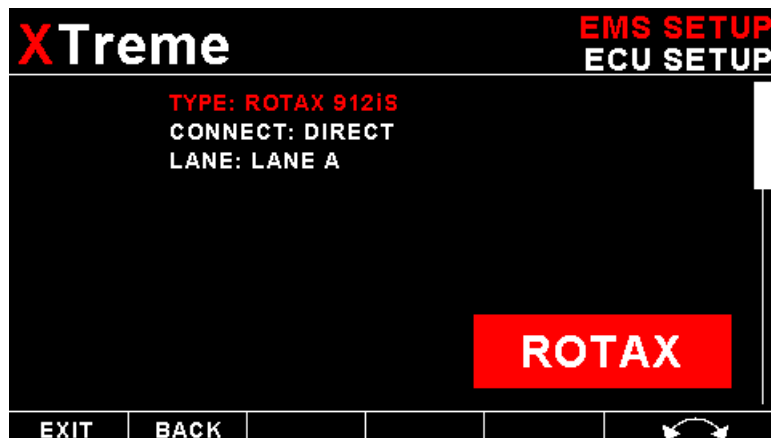 XTreme
EMS SETUP
ECU SETUP
TYPE: ROTAX 912iS
CONNECT: DIRECT
LANE: LANE A
ROTAX
EXIT BACK